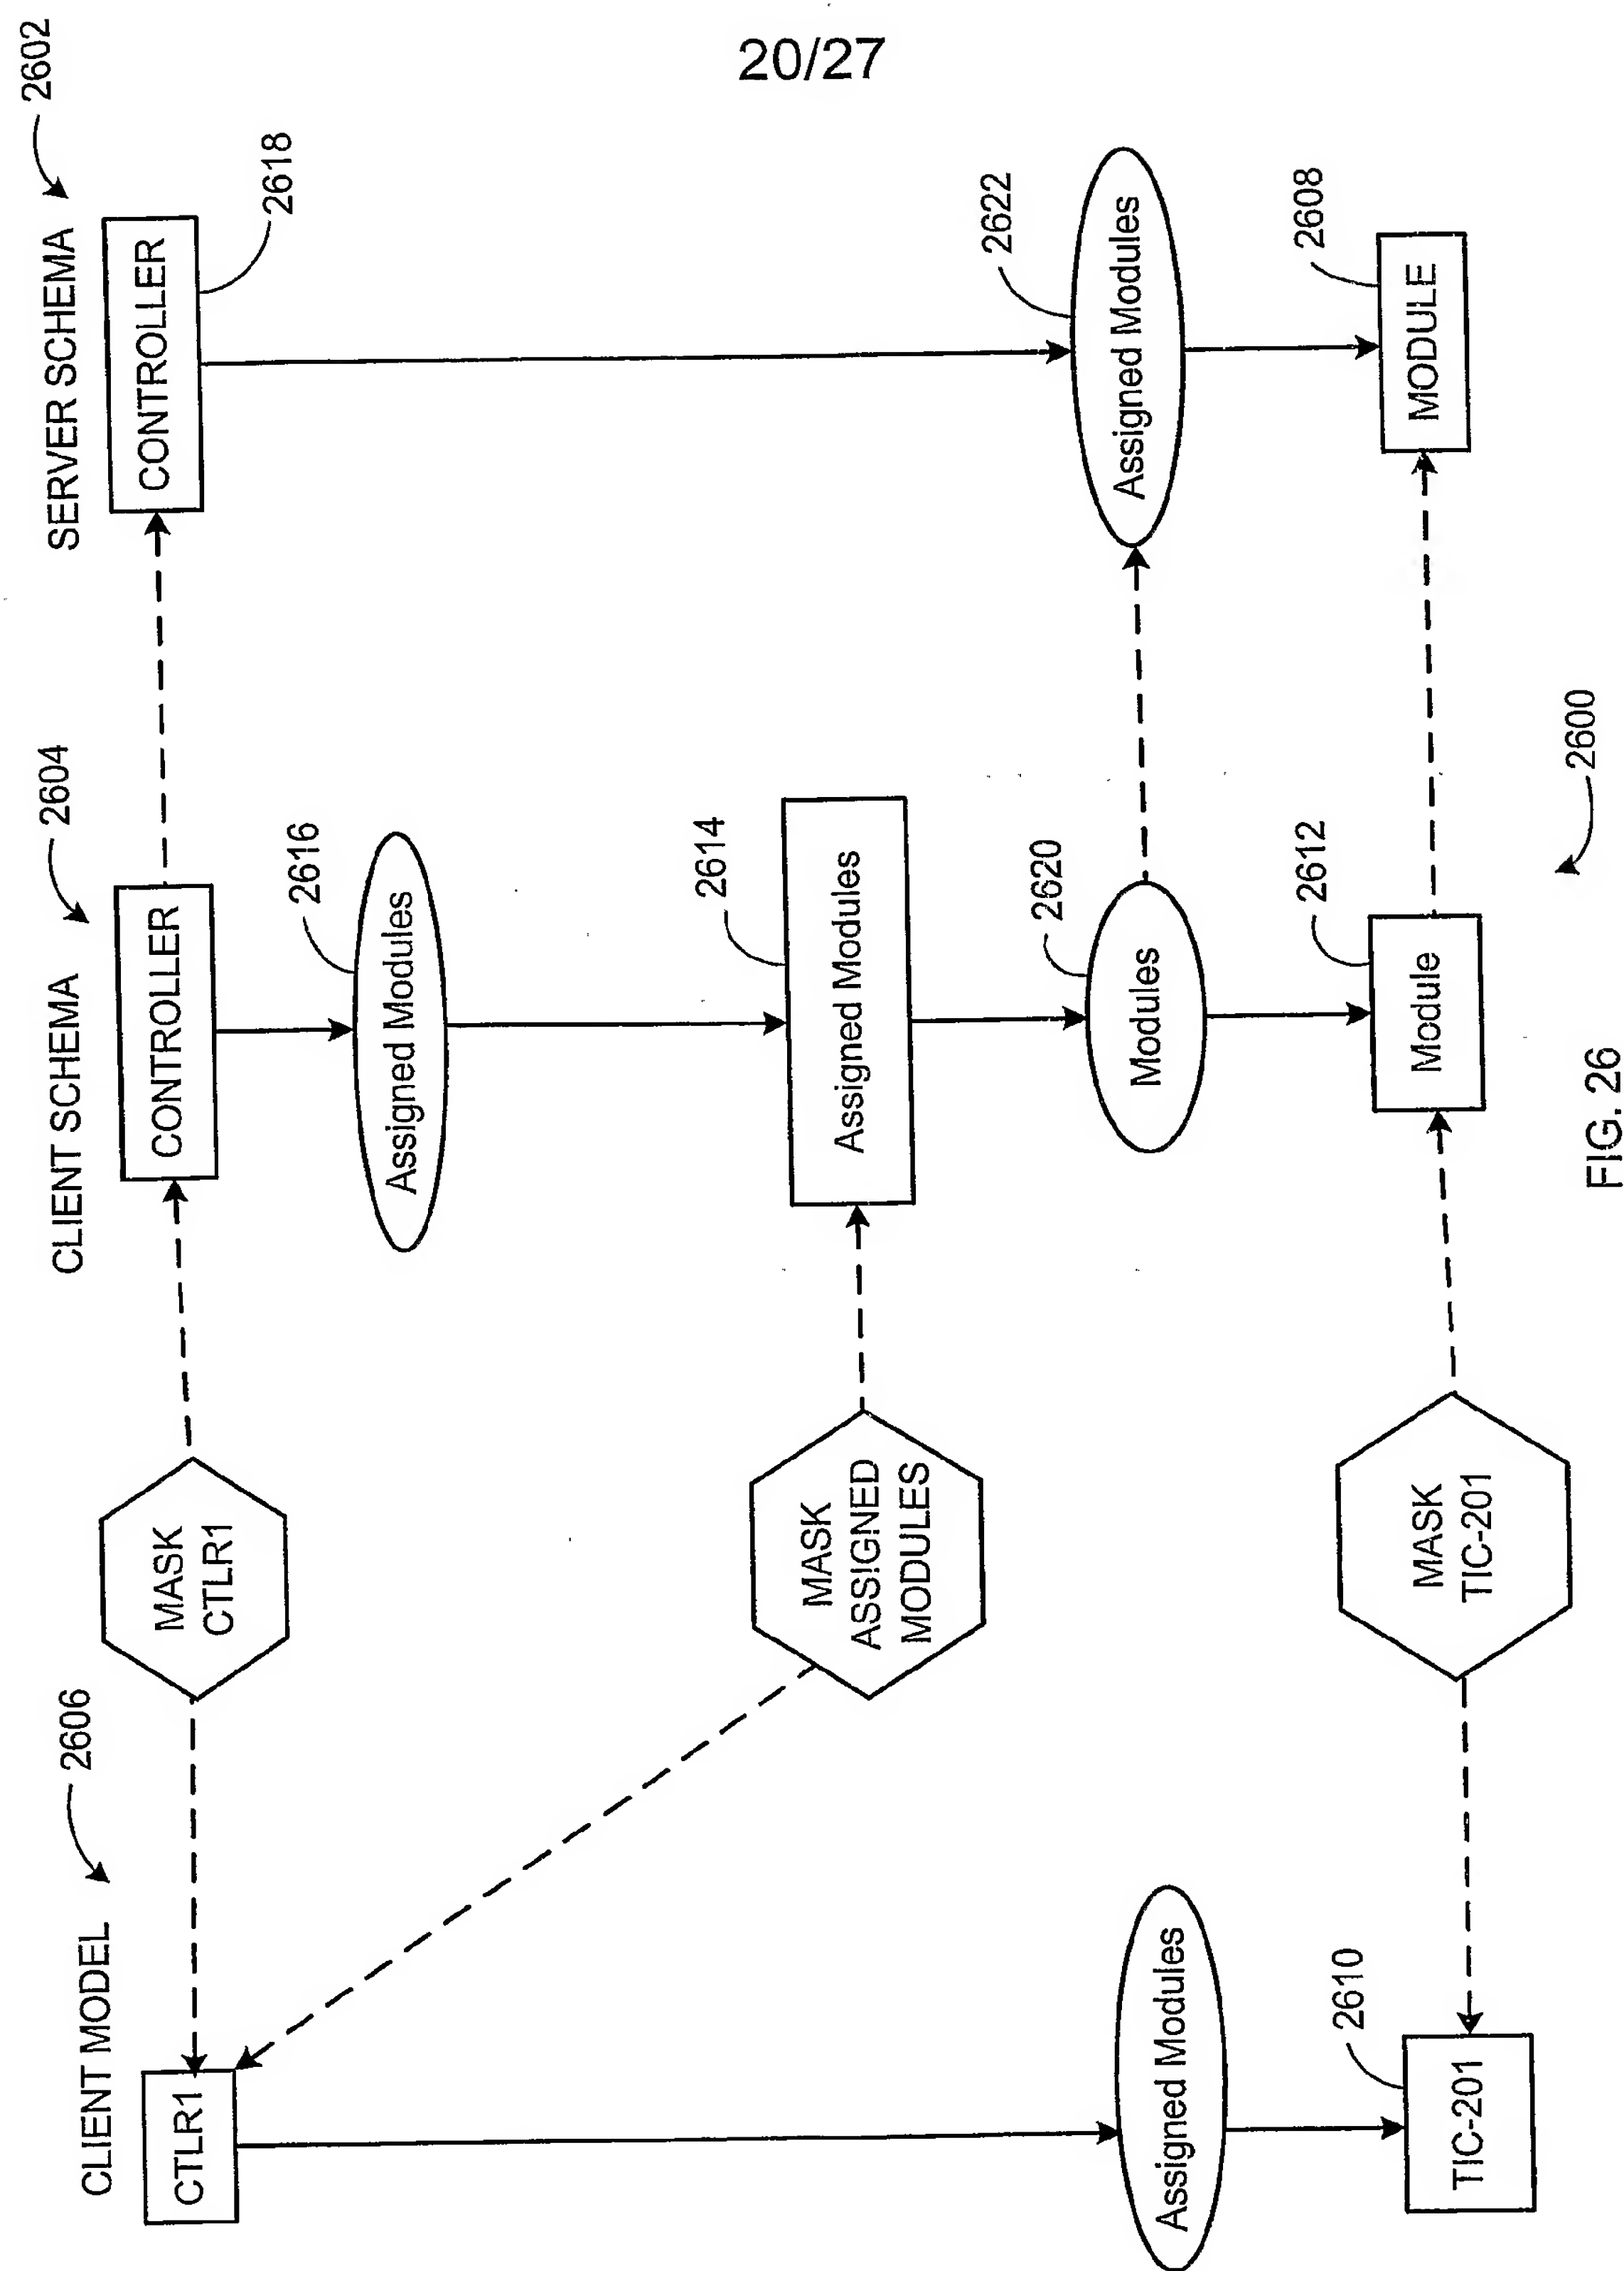 20/27
CLIENT MODEL
2606
CLIENT SCHEMA
2604
SERVER SCHEMA
2602
CTLR1
MASK
CTLR1
CONTROLLER
CONTROLLER
2618
Assigned Modules
2616
MASK
ASSIGNED
MODULES
Assigned Modules
2614
Assigned Modules
Modules
2620
Assigned Modules
2622
TIC-201
2610
MASK
TIC-201
Module
2612
MODULE
2608
2600
FIG. 26